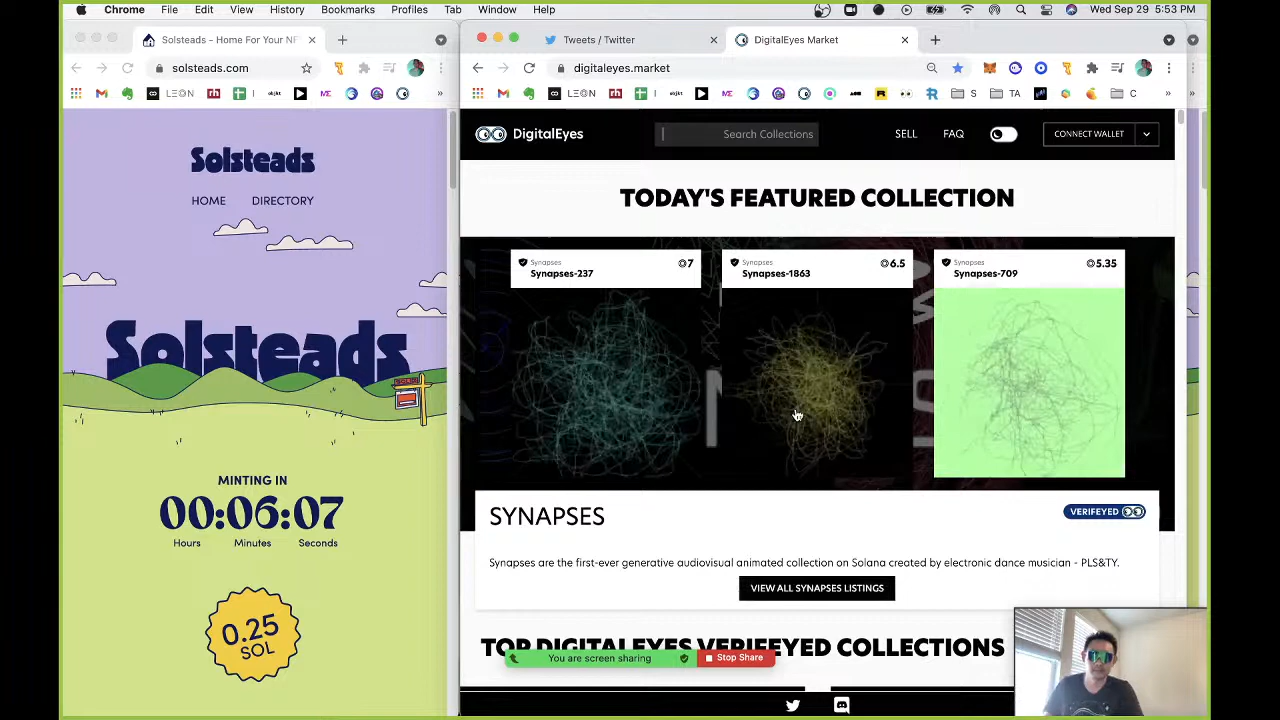 Chrome File Edit View History Bookmarks Profiles Tab Window Help Wed Sep 29 5:53 PM
Solsteads - Home For Your NF
Tweets / Twitter
DigitalEyes Market
solsteads.com
digitaleyes.market
LEON
LEON
S
TA
C
Solsteads
HOME DIRECTORY
Solsteads
MINTING IN
00:06:07
Hours Minutes Seconds
0.25
SOL
DigitalEyes
Search Collections
SELL FAQ CONNECT WALLET
TODAY'S FEATURED COLLECTION
Synapses
Synapses-237
7
Synapses
Synapses-1863
6.5
Synapses
Synapses-709
5.35
SYNAPSES
VERIFEYED
Synapses are the first-ever generative audiovisual animated collection on Solana created by electronic dance musician - PLS&TY.
VIEW ALL SYNAPSES LISTINGS
TOP DIGITALEYES VERIFEYED COLLECTIONS
You are screen sharing
Stop Share